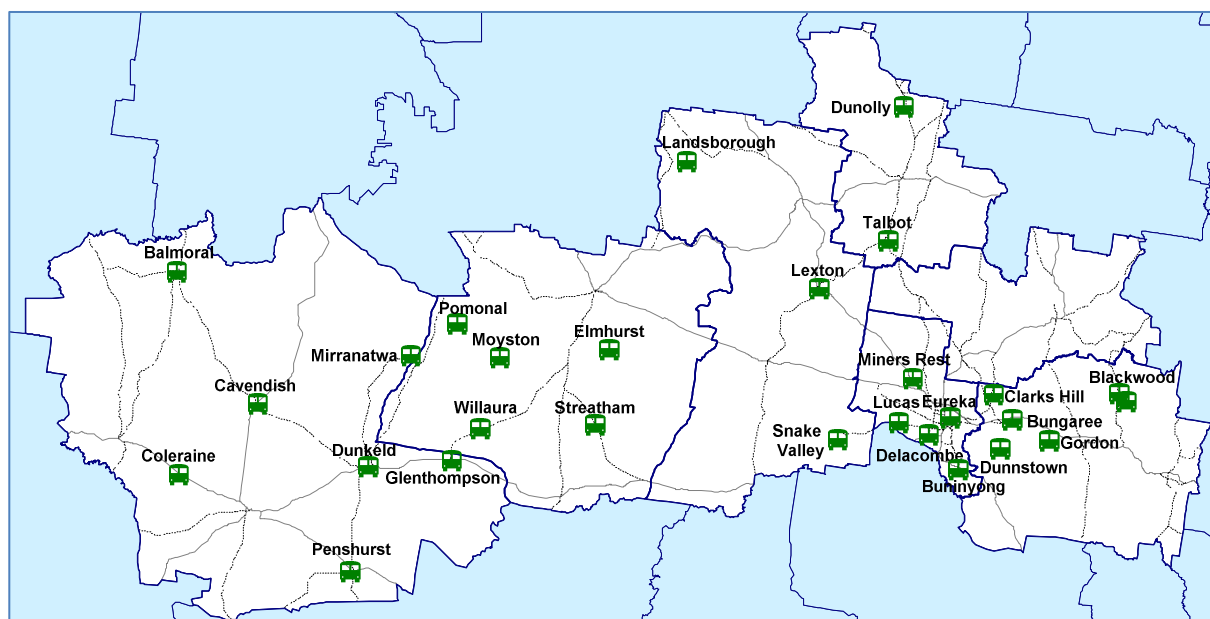 Dunolly
Landsborough
Talbot
Balmoral
Lexton
Pomonal
Moyston
Elmhurst
Mirranatwa
Miners Rest
Blackwood
Cavendish
Clarks Hill
Lucas
Eureka
Willaura
Streatham
Bungaree
Snake
Valley
Gordon
Dunkeld
Delacombe
Coleraine
Dunnstown
Glenthompson
Buninyong
Penshurst